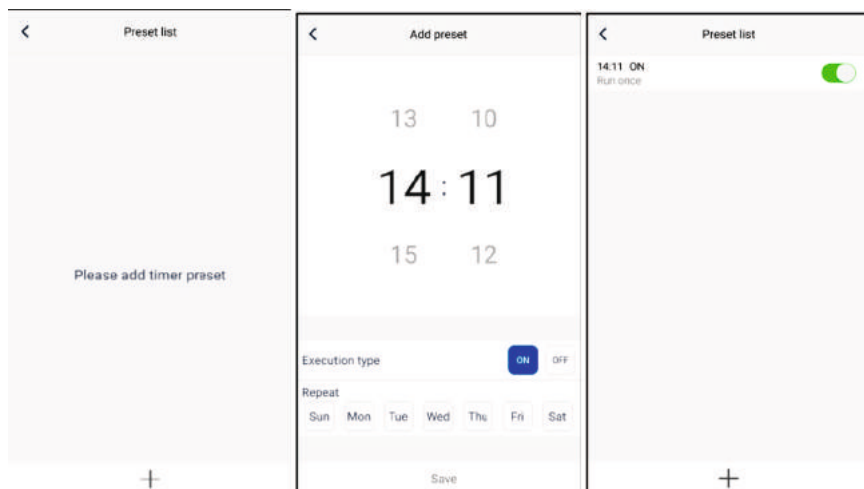 Preset list
Please add timer preset
Add preset
13 10
14 : 11
15 12
Execution type ON OFF
Repeat
Sun Mon Tue Wed Thu Fri Sat
Save
Preset list
14:11 ON
Run once